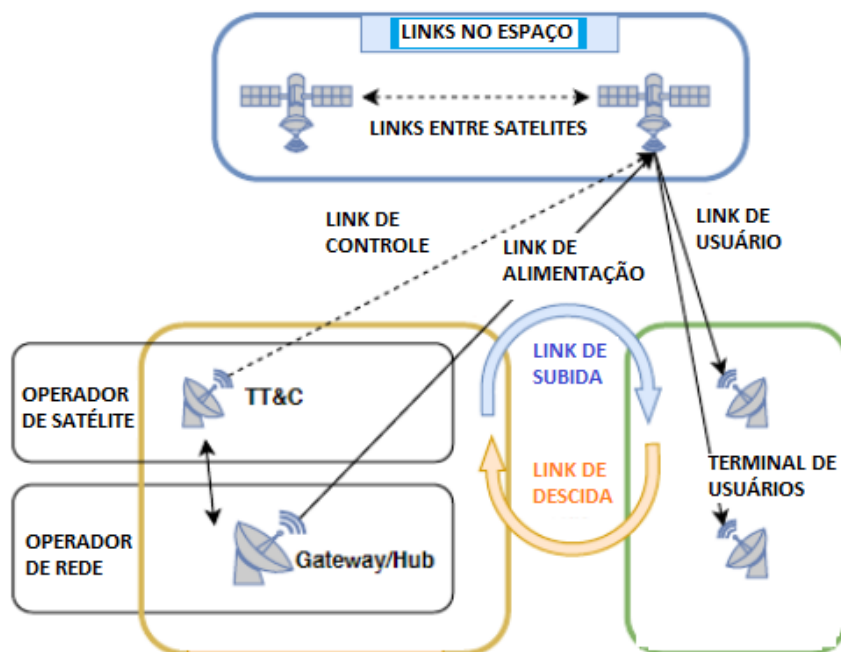 LINKS NO ESPAÇO
LINKS ENTRE SATELITES
LINK DE
CONTROLE
LINK DE
ALIMENTAÇÃO
LINK DE
USUÁRIO
OPERADOR
DE SATÉLITE
TT&C
LINK DE
SUBIDA
LINK DE
DESCIDA
TERMINAL DE
USUÁRIOS
OPERADOR
DE REDE
Gateway/Hub